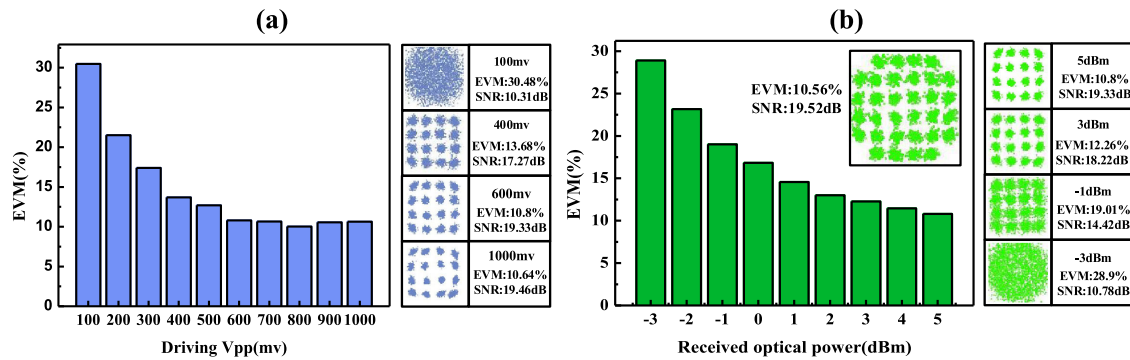 (a)
30
25
20
15
10
5
0
EVM(%)
100 200 300 400 500 600 700 800 900 1000
Driving Vpp(mv)
100mv
EVM:30.48%
SNR:10.31dB
400mv
EVM:13.68%
SNR:17.27dB
600mv
EVM:10.8%
SNR:19.33dB
1000mv
EVM:10.64%
SNR:19.46dB
(b)
30
25
20
15
10
5
0
EVM(%)
EVM:10.56%
SNR:19.52dB
-3 -2 -1 0 1 2 3 4 5
Received optical power(dBm)
5dBm
EVM:10.8%
SNR:19.33dB
3dBm
EVM:12.26%
SNR:18.22dB
-1dBm
EVM:19.01%
SNR:14.42dB
-3dBm
EVM:28.9%
SNR:10.78dB